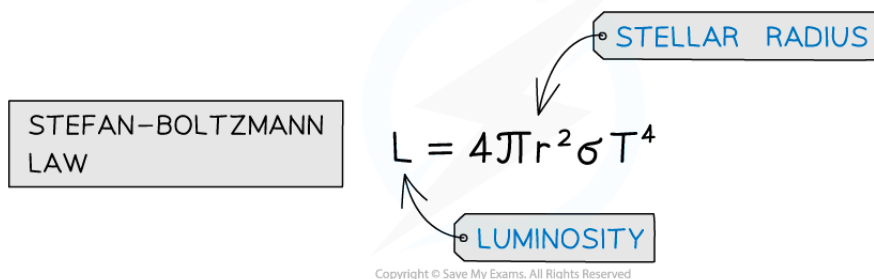 STELLAR RADIUS
STEFAN-BOLTZMANN
LAW
L = 4πr²σT⁴
LUMINOSITY
Copyright © Save My Exams. All Rights Reserved